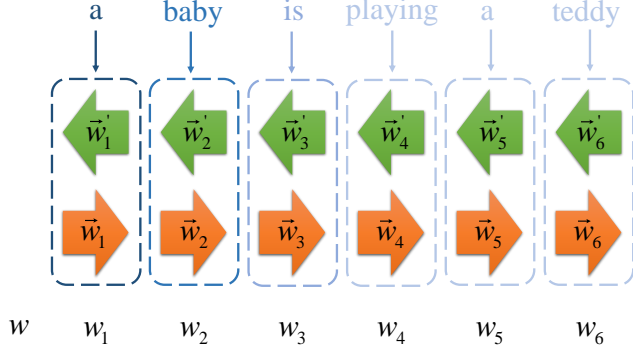 a baby is playing a teddy
w⃗₁' w⃗₂' w⃗₃' w⃗₄' w⃗₅' w⃗₆'
w⃗₁ w⃗₂ w⃗₃ w⃗₄ w⃗₅ w⃗₆
w w₁ w₂ w₃ w₄ w₅ w₆